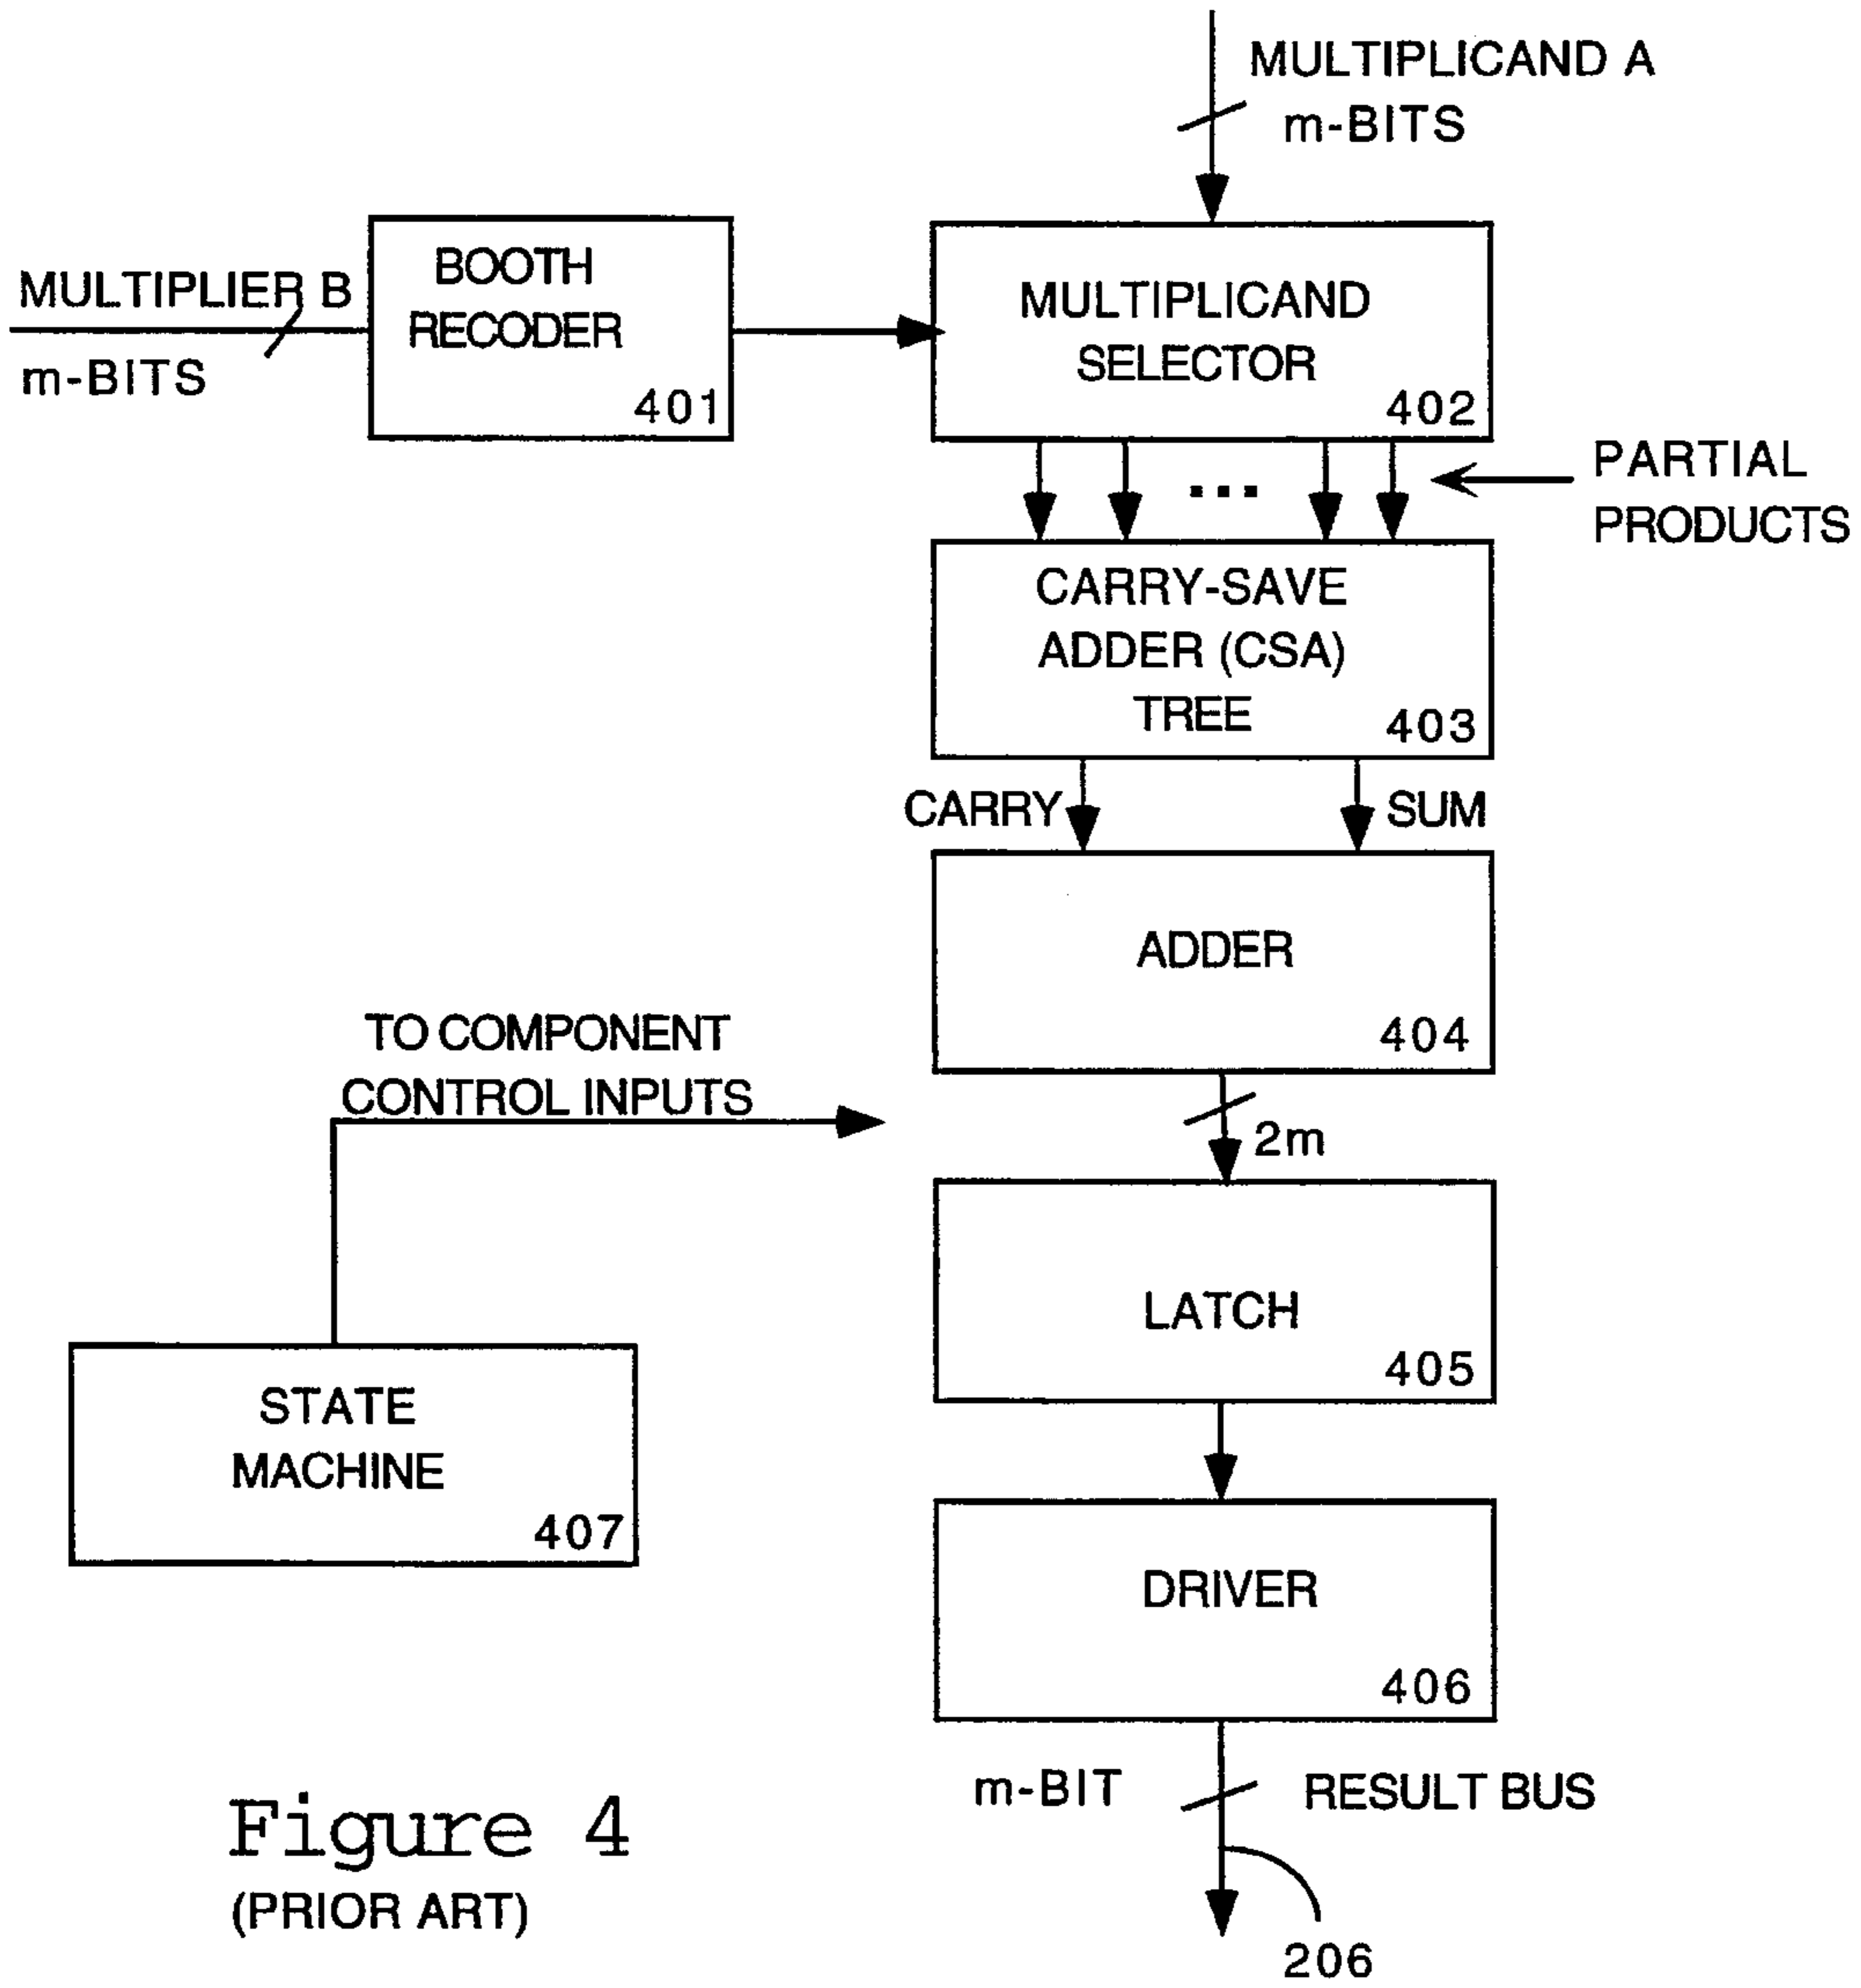 MULTIPLICAND A
m-BITS
MULTIPLIER B
m-BITS
BOOTH
RECODER
401
MULTIPLICAND
SELECTOR
402
...
PARTIAL
PRODUCTS
CARRY-SAVE
ADDER (CSA)
TREE
403
CARRY
SUM
ADDER
404
TO COMPONENT
CONTROL INPUTS
2m
LATCH
405
STATE
MACHINE
407
DRIVER
406
m-BIT
RESULT BUS
206
Figure 4
(PRIOR ART)